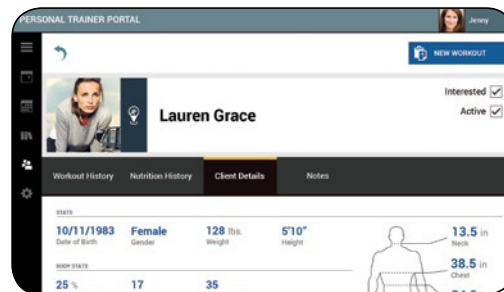 PERSONAL TRAINER PORTAL
Jenny
NEW WORKOUT
Lauren Grace
Interested
Active
Workout History Nutrition History Client Details Notes
STATS
10/11/1983 Female 128 lbs. 5'10"
Date of Birth Gender Weight Height
BODY STATS
25 % 17 35
13.5 in
Neck
38.5 in
Chest